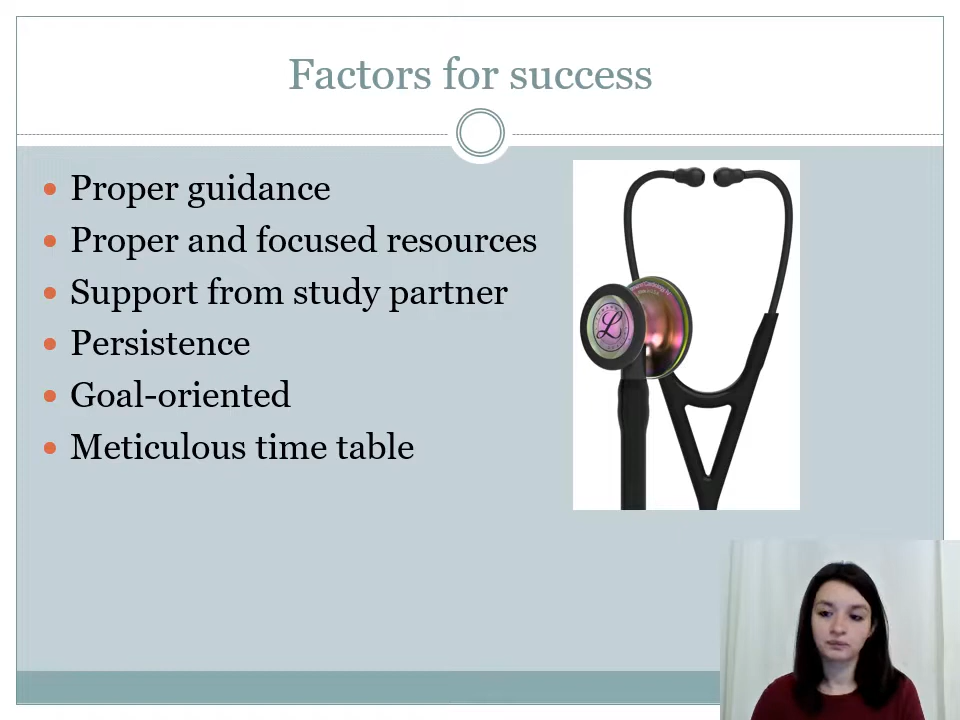 Factors for success
Proper guidance
Proper and focused resources
Support from study partner
Persistence
Goal-oriented
Meticulous time table
L